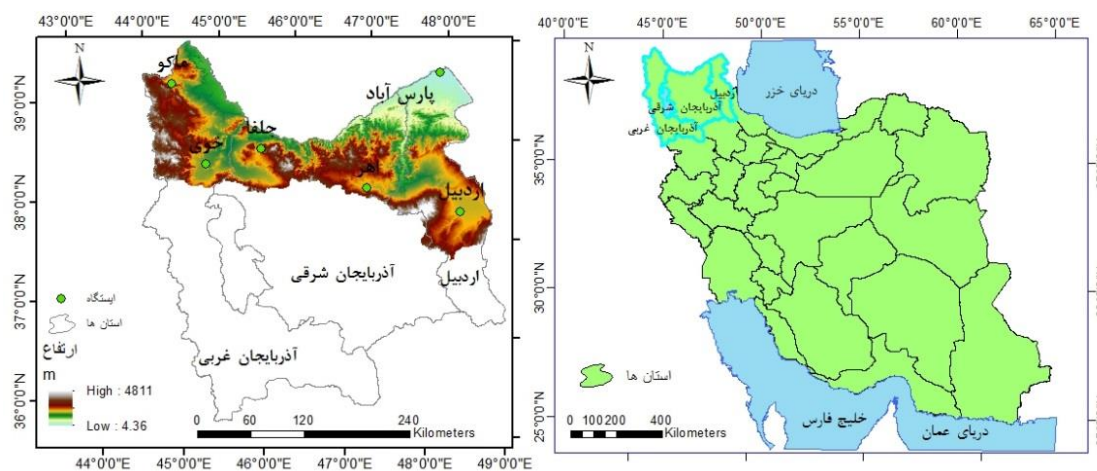 43°0'0"E 44°0'0"E 45°0'0"E 46°0'0"E 47°0'0"E 48°0'0"E
N
ماکو
پارس آباد
جلفا
خوی
اهر
اردبیل
39°0'0"N
38°0'0"N
37°0'0"N
36°0'0"N
آذربایجان شرقی
اردبیل
آذربایجان غربی
ایستگاه
استان ها
ارتفاع
m
High : 4811
Low : 4.36
0 60 120 240
Kilometers
44°0'0"E 45°0'0"E 46°0'0"E 47°0'0"E 48°0'0"E 49°0'0"E
40°0'0"E 45°0'0"E 50°0'0"E 55°0'0"E 60°0'0"E 65°0'0"E
N
دریای خزر
اردبیل
آذربایجان شرقی
آذربایجان غربی
35°0'0"N
30°0'0"N
25°0'0"N
استان ها
0 100 200 400
Kilometers
خلیج فارس
دریای عمان